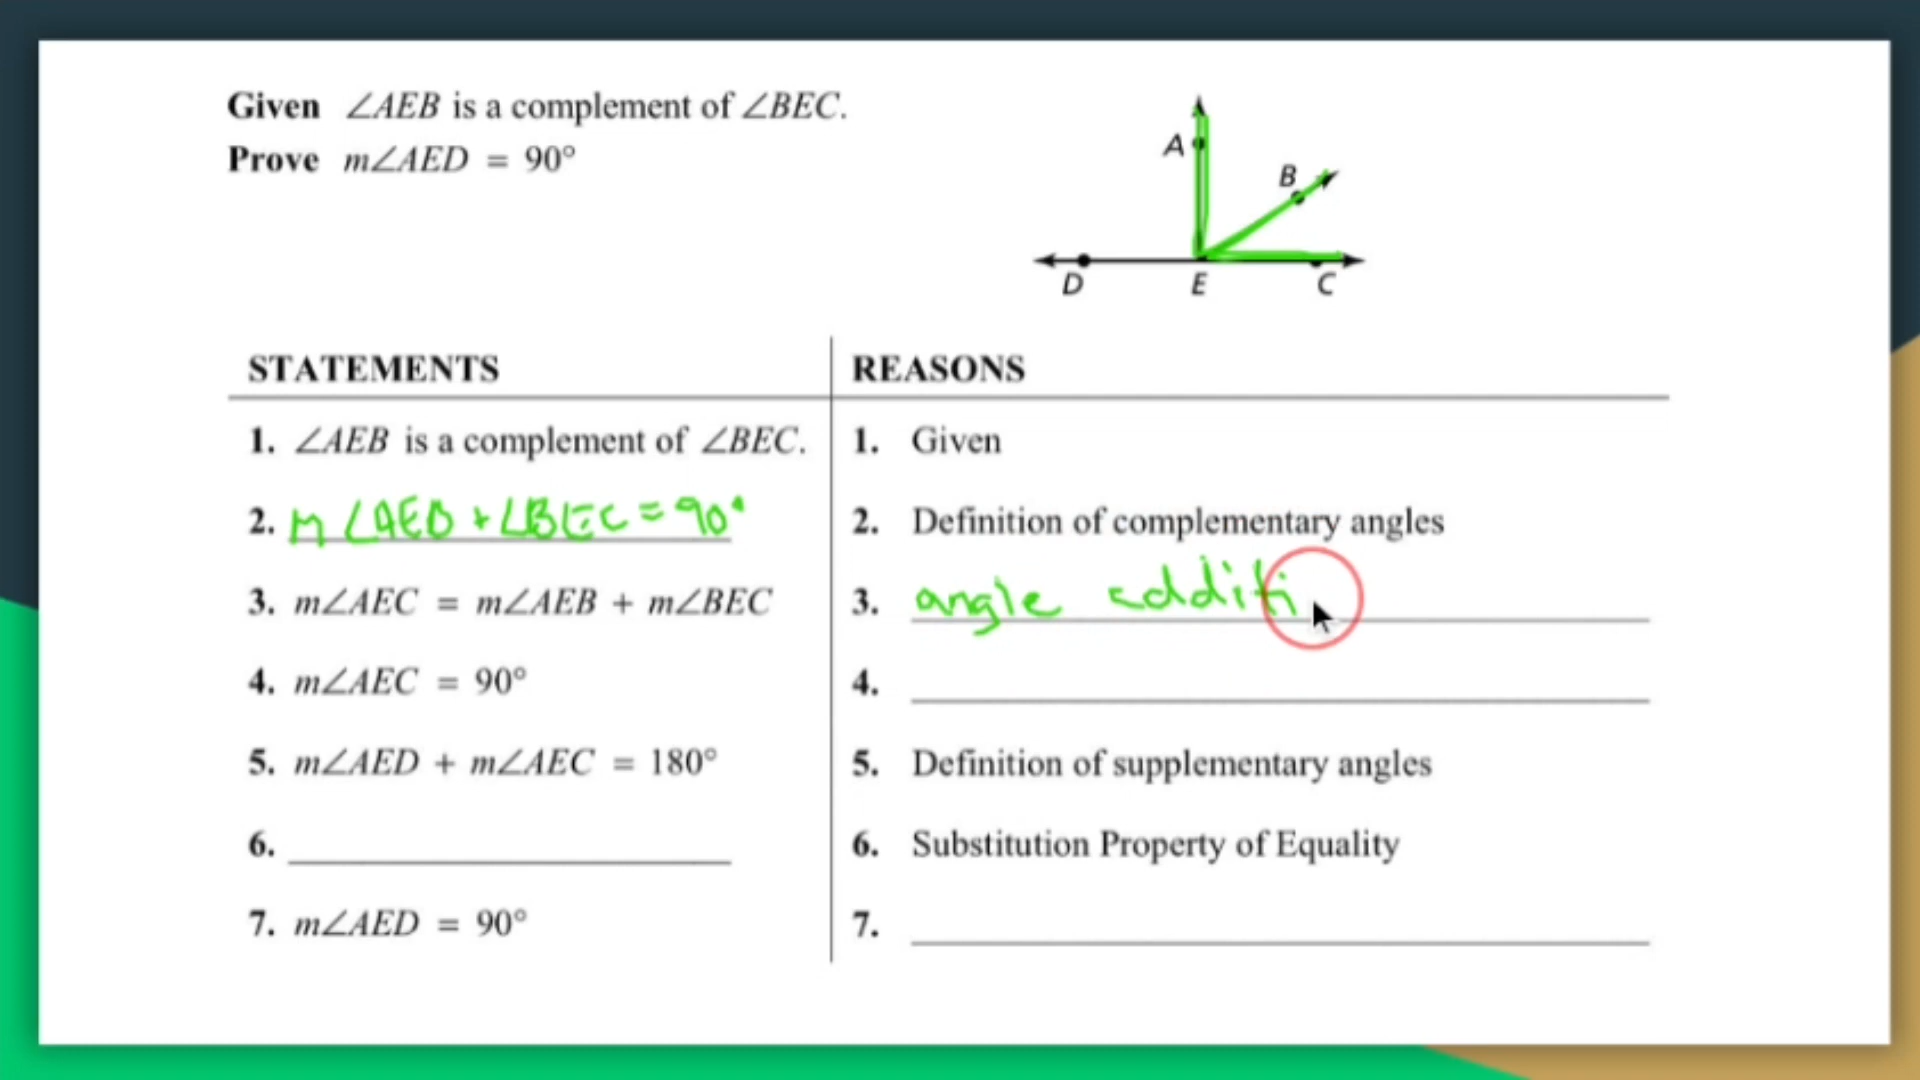 Given ∠AEB is a complement of ∠BEC.
Prove m∠AED = 90°
A
B
D
E
C
STATEMENTS
REASONS
1. ∠AEB is a complement of ∠BEC.
1. Given
2. M∠AEB + ∠BEC = 90°
2. Definition of complementary angles
3. m∠AEC = m∠AEB + m∠BEC
3. angle additi
4. m∠AEC = 90°
4.
5. m∠AED + m∠AEC = 180°
5. Definition of supplementary angles
6.
6. Substitution Property of Equality
7. m∠AED = 90°
7.